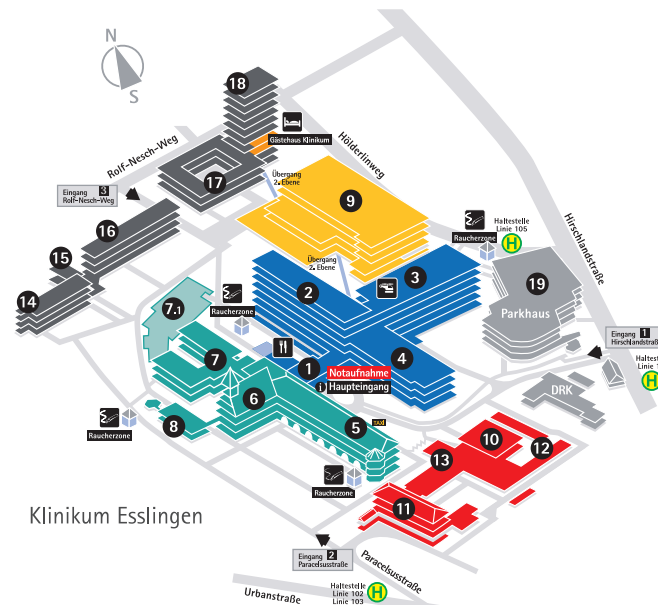 N
S
18
Gästehaus Klinikum
Rolf-Nesch-Weg
Hölderlinweg
17
Übergang
2. Ebene
Eingang 3
Rolf-Nesch-Weg
9
16
Haltestelle
Linie 105
H
Raucherzone
Hirschlandstraße
15
Übergang
2. Ebene
3
19
14
7.1
2
Raucherzone
Parkhaus
Eingang 1
Hirschlandstraße
7
1
Notaufnahme
i Haupteingang
4
Haltestelle
H
DRK
6
8
Raucherzone
5
TAXI
10
12
13
Raucherzone
11
Klinikum Esslingen
Eingang 2
Paracelsusstraße
Paracelsusstraße
Urbanstraße
Haltestelle
Linie 102
Linie 103
H